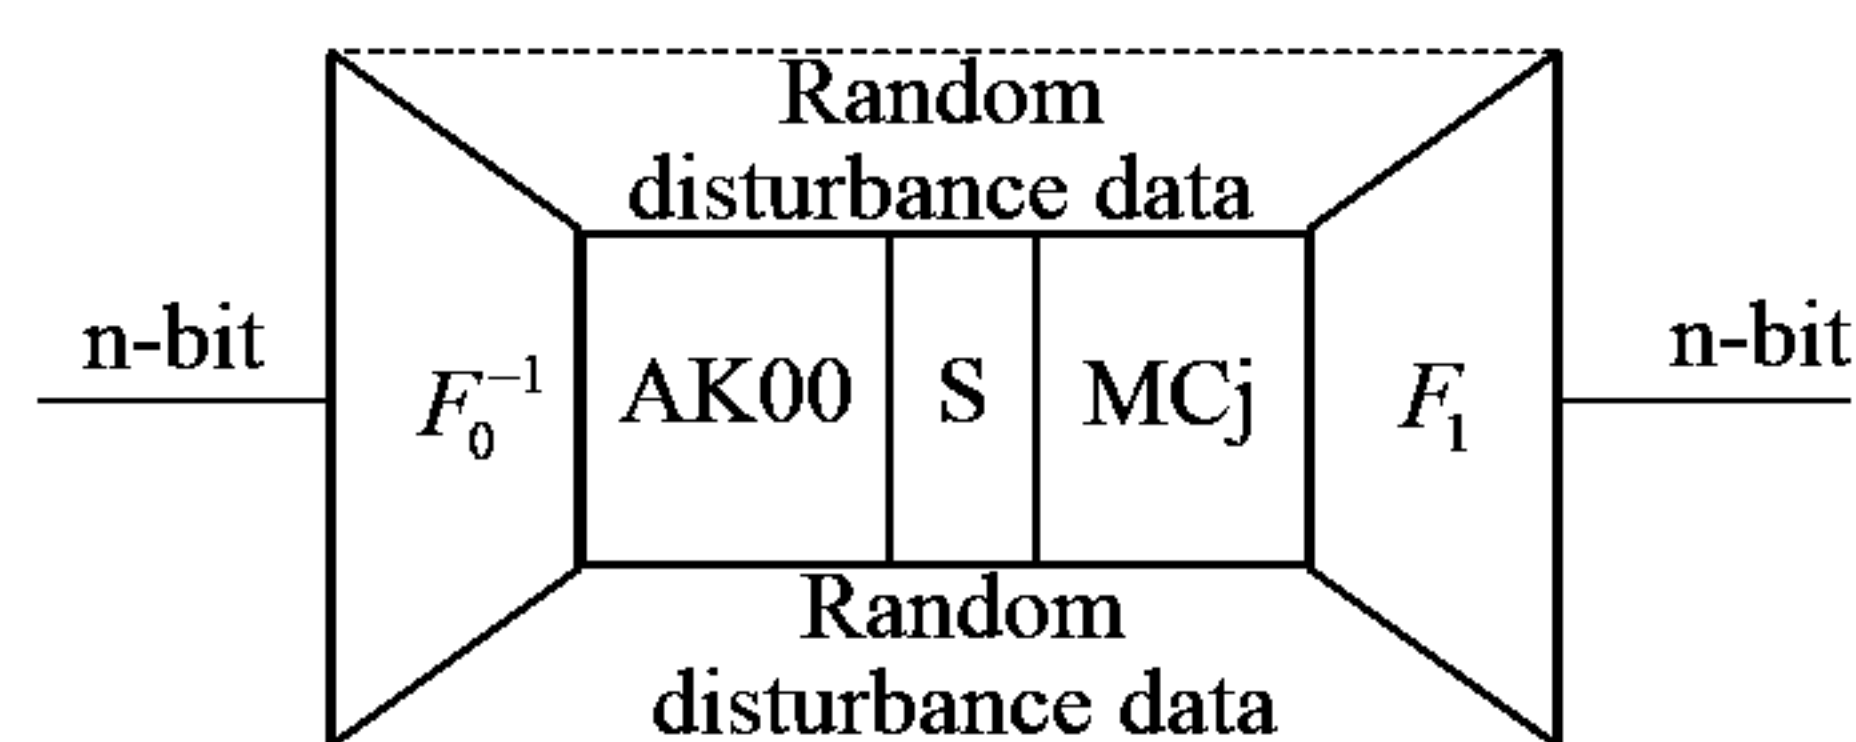 Random
disturbance data
n-bit
F₀⁻¹
AK00
S
MCj
F₁
n-bit
Random
disturbance data